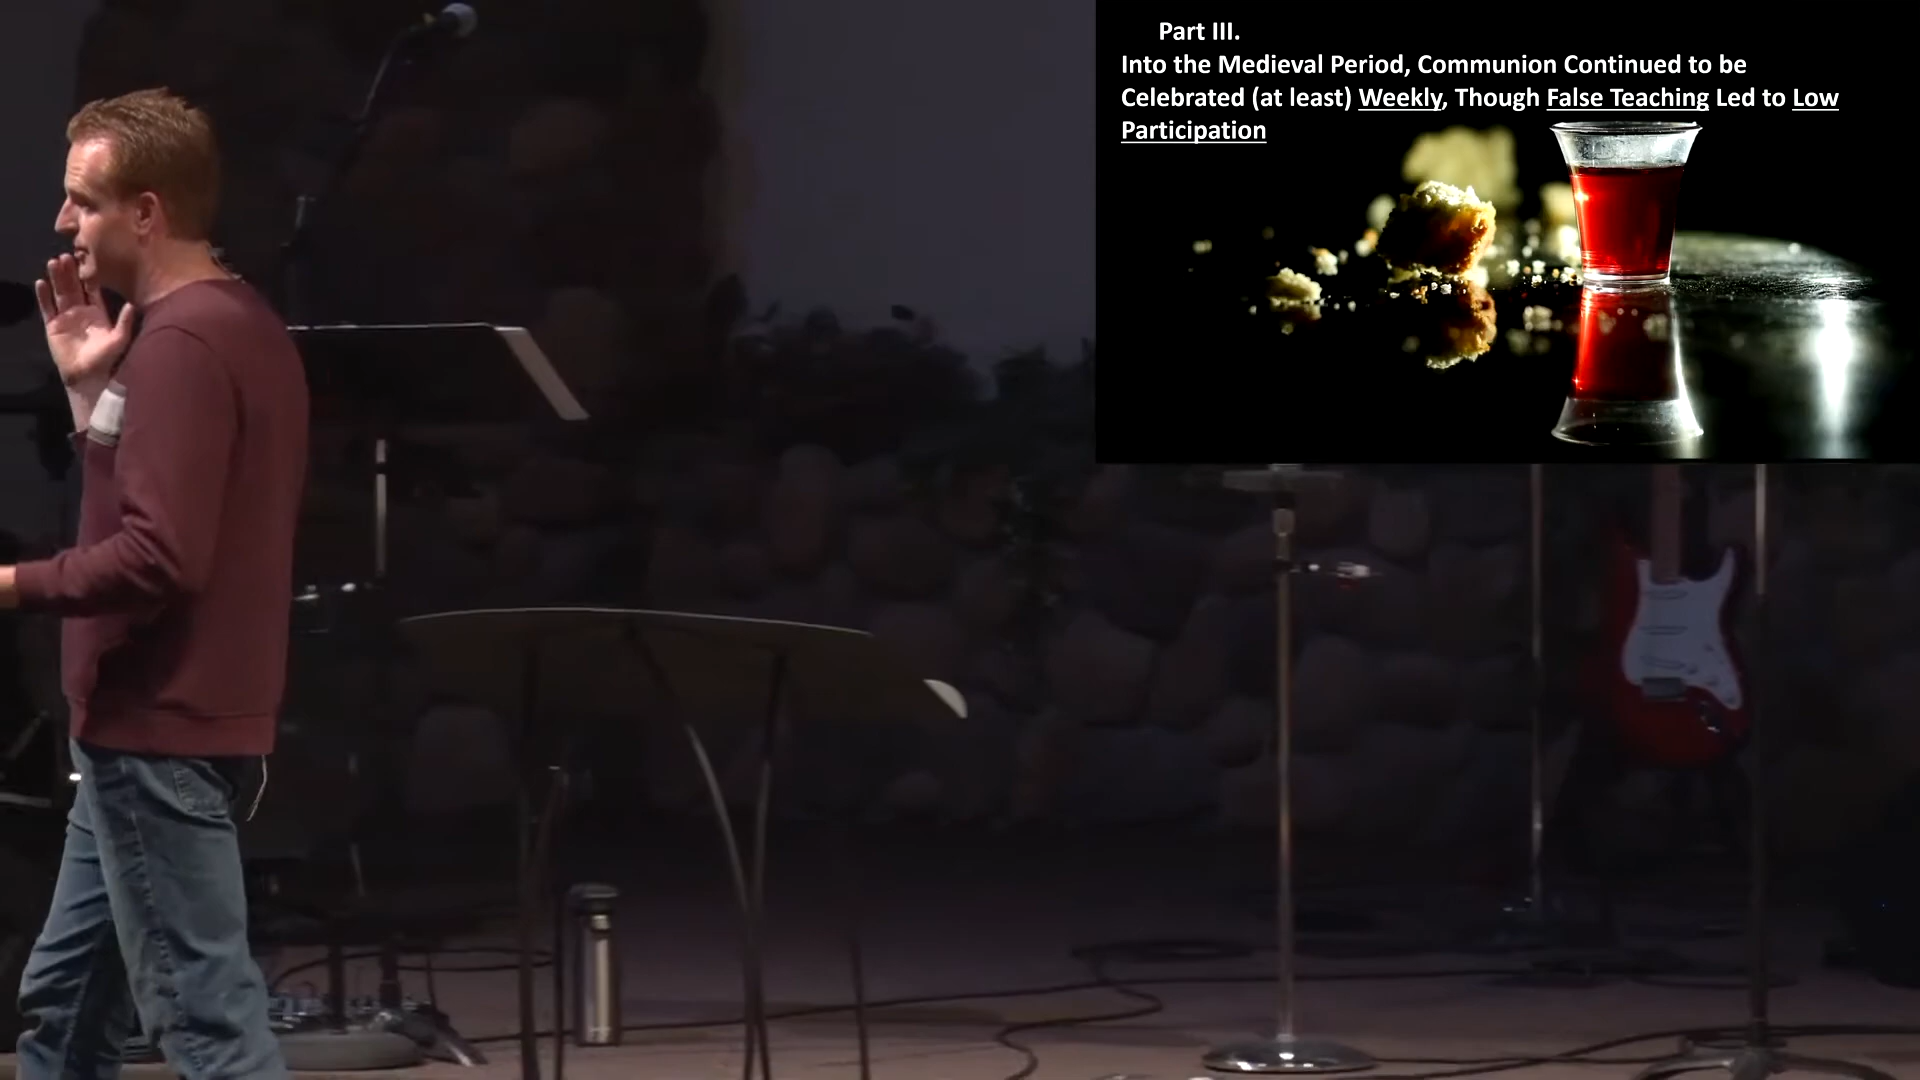 Part III.
Into the Medieval Period, Communion Continued to be
Celebrated (at least) Weekly, Though False Teaching Led to Low
Participation